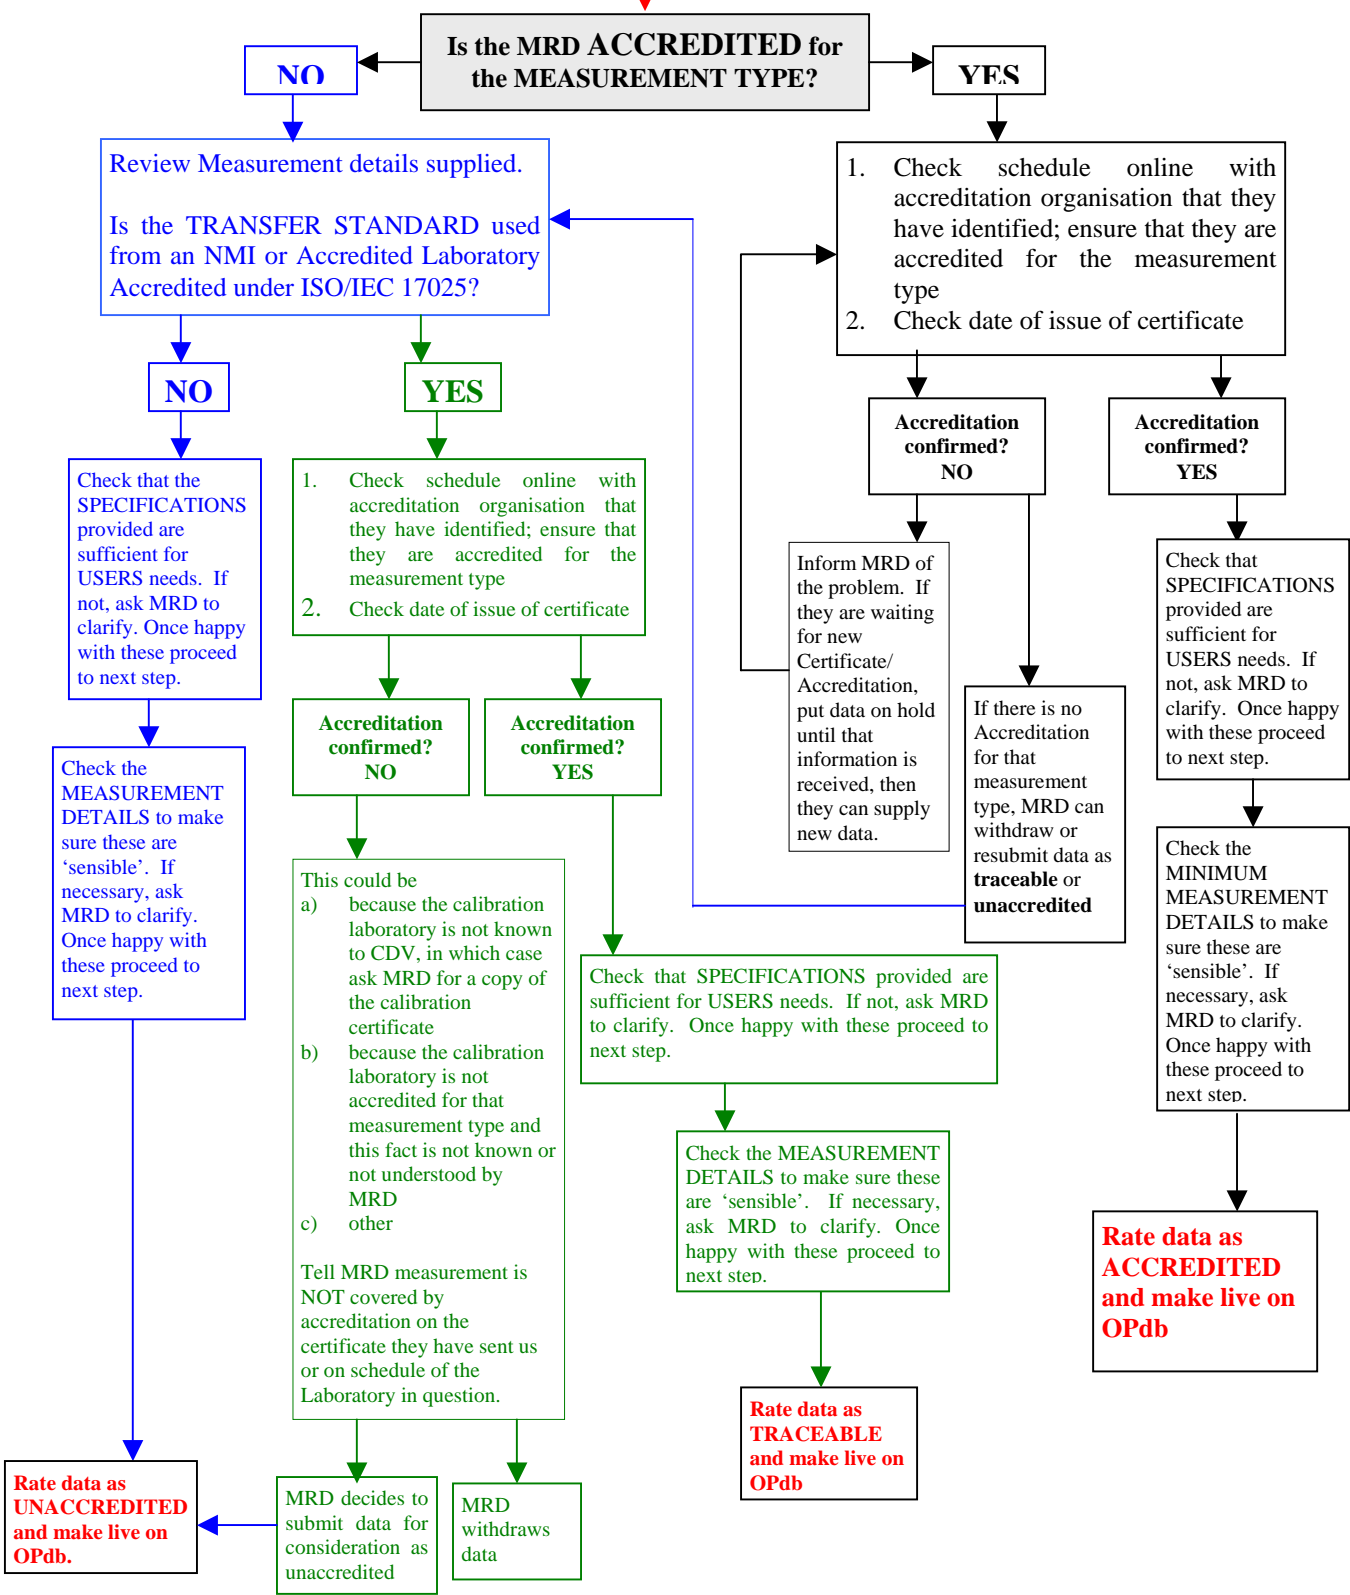 Is the MRD ACCREDITED for
the MEASUREMENT TYPE?
NO
YES
Review Measurement details supplied.
Is the TRANSFER STANDARD used
from an NMI or Accredited Laboratory
Accredited under ISO/IEC 17025?
1. Check schedule online with
accreditation organisation that they
have identified; ensure that they are
accredited for the measurement
type
2. Check date of issue of certificate
NO
YES
Accreditation
confirmed?
NO
Accreditation
confirmed?
YES
Check that the
SPECIFICATIONS
provided are
sufficient for
USERS needs. If
not, ask MRD to
clarify. Once happy
with these proceed
to next step.
1. Check schedule online with
accreditation organisation that
they have identified; ensure that
they are accredited for the
measurement type
2. Check date of issue of certificate
Inform MRD of
the problem. If
they are waiting
for new
Certificate/
Accreditation,
put data on hold
until that
information is
received, then
they can supply
new data.
If there is no
Accreditation
for that
measurement
type, MRD can
withdraw or
resubmit data as
traceable or
unaccredited
Check that
SPECIFICATIONS
provided are
sufficient for
USERS needs. If
not, ask MRD to
clarify. Once happy
with these proceed
to next step.
Accreditation
confirmed?
NO
Accreditation
confirmed?
YES
Check the
MEASUREMENT
DETAILS to make
sure these are
‘sensible’. If
necessary, ask
MRD to clarify.
Once happy with
these proceed to
next step.
This could be
a) because the calibration
laboratory is not known
to CDV, in which case
ask MRD for a copy of
the calibration
certificate
b) because the calibration
laboratory is not
accredited for that
measurement type and
this fact is not known or
not understood by
MRD
c) other
Tell MRD measurement is
NOT covered by
accreditation on the
certificate they have sent us
or on schedule of the
Laboratory in question.
Check that SPECIFICATIONS provided are
sufficient for USERS needs. If not, ask MRD
to clarify. Once happy with these proceed to
next step.
Check the
MINIMUM
MEASUREMENT
DETAILS to make
sure these are
‘sensible’. If
necessary, ask
MRD to clarify.
Once happy with
these proceed to
next step.
Check the MEASUREMENT
DETAILS to make sure these
are ‘sensible’. If necessary,
ask MRD to clarify. Once
happy with these proceed to
next step.
Rate data as
ACCREDITED
and make live on
OPdb
Rate data as
TRACEABLE
and make live on
OPdb
Rate data as
UNACCREDITED
and make live on
OPdb.
MRD decides to
submit data for
consideration as
unaccredited
MRD
withdraws
data